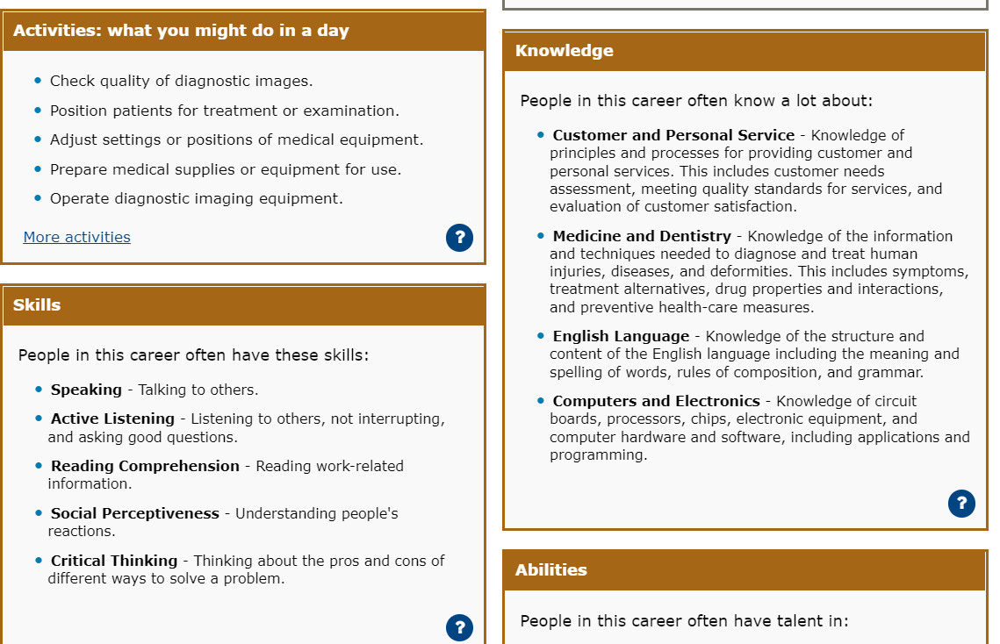 Activities: what you might do in a day
Check quality of diagnostic images.
Position patients for treatment or examination.
Adjust settings or positions of medical equipment.
Prepare medical supplies or equipment for use.
Operate diagnostic imaging equipment.
More activities
?
Skills
People in this career often have these skills:
Speaking - Talking to others.
Active Listening - Listening to others, not interrupting,
and asking good questions.
Reading Comprehension - Reading work-related
information.
Social Perceptiveness - Understanding people's
reactions.
Critical Thinking - Thinking about the pros and cons of
different ways to solve a problem.
?
Knowledge
People in this career often know a lot about:
Customer and Personal Service - Knowledge of
principles and processes for providing customer and
personal services. This includes customer needs
assessment, meeting quality standards for services, and
evaluation of customer satisfaction.
Medicine and Dentistry - Knowledge of the information
and techniques needed to diagnose and treat human
injuries, diseases, and deformities. This includes symptoms,
treatment alternatives, drug properties and interactions,
and preventive health-care measures.
English Language - Knowledge of the structure and
content of the English language including the meaning and
spelling of words, rules of composition, and grammar.
Computers and Electronics - Knowledge of circuit
boards, processors, chips, electronic equipment, and
computer hardware and software, including applications and
programming.
?
Abilities
People in this career often have talent in: